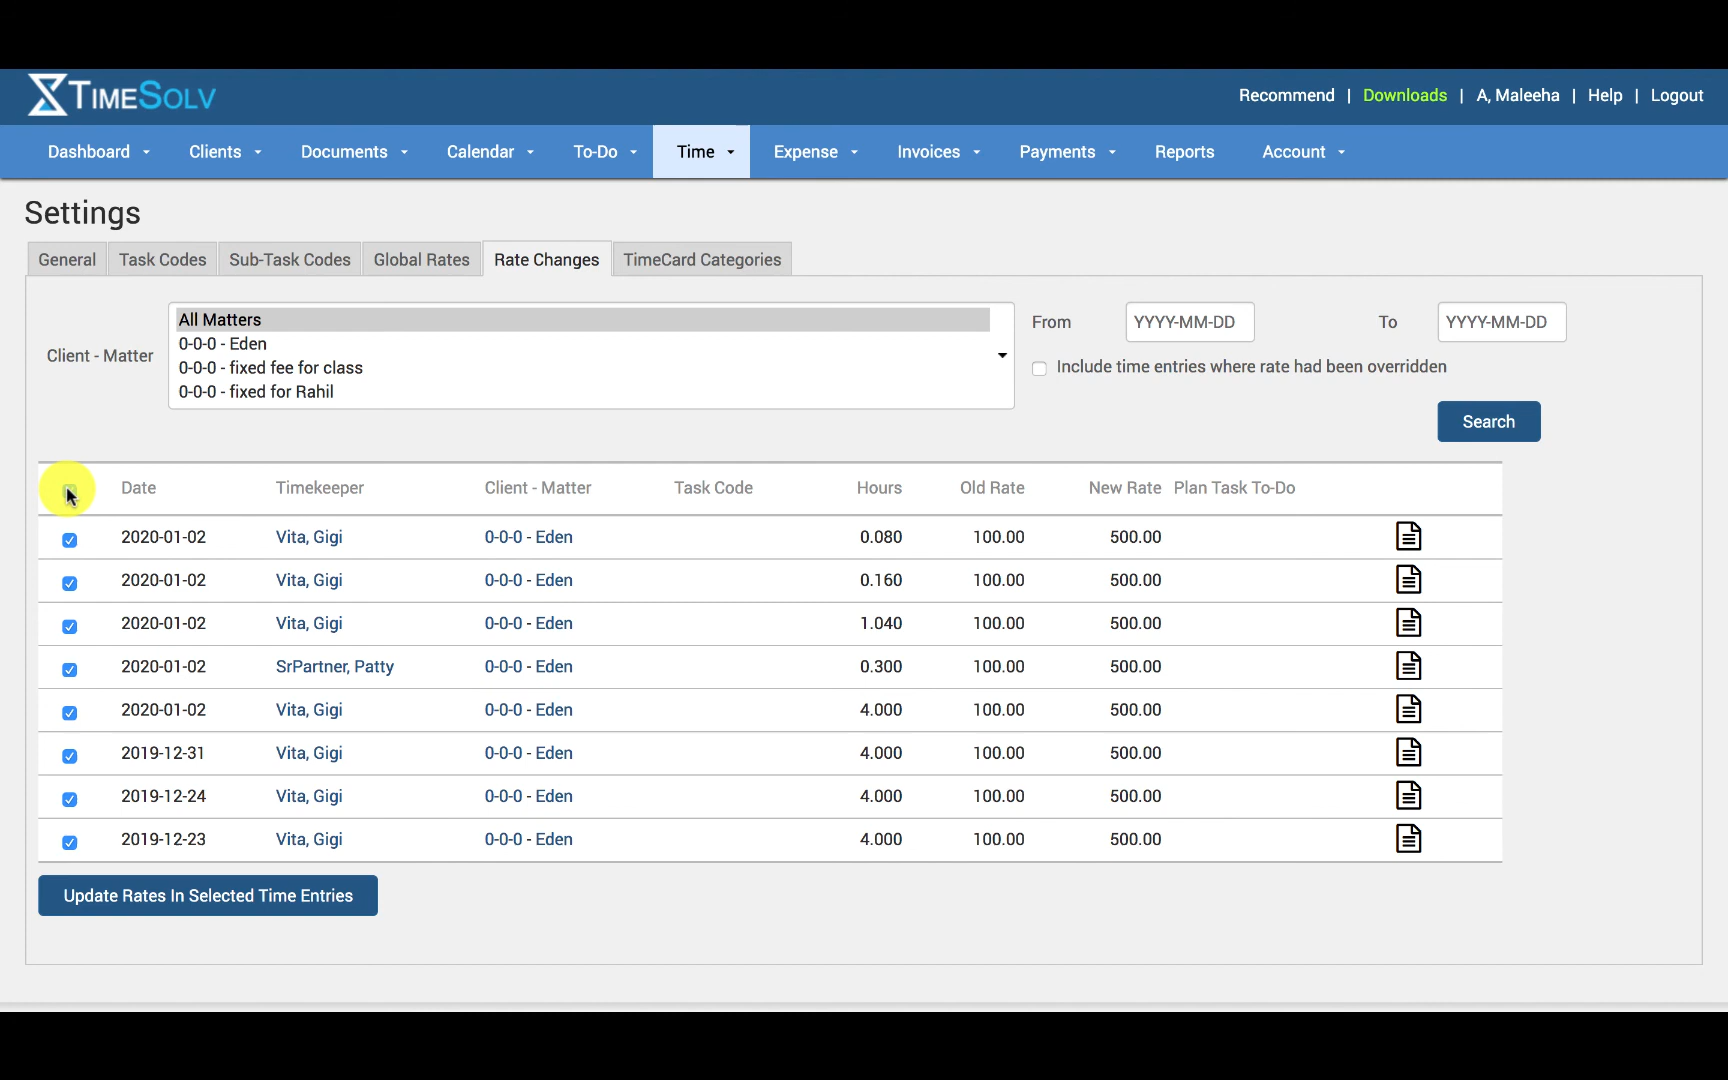 TIMESOLV
Recommend | Downloads | A, Maleeha | Help | Logout
Dashboard Clients Documents Calendar To-Do Time Expense Invoices Payments Reports Account
Settings
General Task Codes Sub-Task Codes Global Rates Rate Changes TimeCard Categories
Client - Matter
All Matters
0-0-0 - Eden
0-0-0 - fixed fee for class
0-0-0 - fixed for Rahil
From YYYY-MM-DD To YYYY-MM-DD
Include time entries where rate had been overridden
Search
Date Timekeeper Client - Matter Task Code Hours Old Rate New Rate Plan Task To-Do
2020-01-02 Vita, Gigi 0-0-0 - Eden 0.080 100.00 500.00
2020-01-02 Vita, Gigi 0-0-0 - Eden 0.160 100.00 500.00
2020-01-02 Vita, Gigi 0-0-0 - Eden 1.040 100.00 500.00
2020-01-02 SrPartner, Patty 0-0-0 - Eden 0.300 100.00 500.00
2020-01-02 Vita, Gigi 0-0-0 - Eden 4.000 100.00 500.00
2019-12-31 Vita, Gigi 0-0-0 - Eden 4.000 100.00 500.00
2019-12-24 Vita, Gigi 0-0-0 - Eden 4.000 100.00 500.00
2019-12-23 Vita, Gigi 0-0-0 - Eden 4.000 100.00 500.00
Update Rates In Selected Time Entries